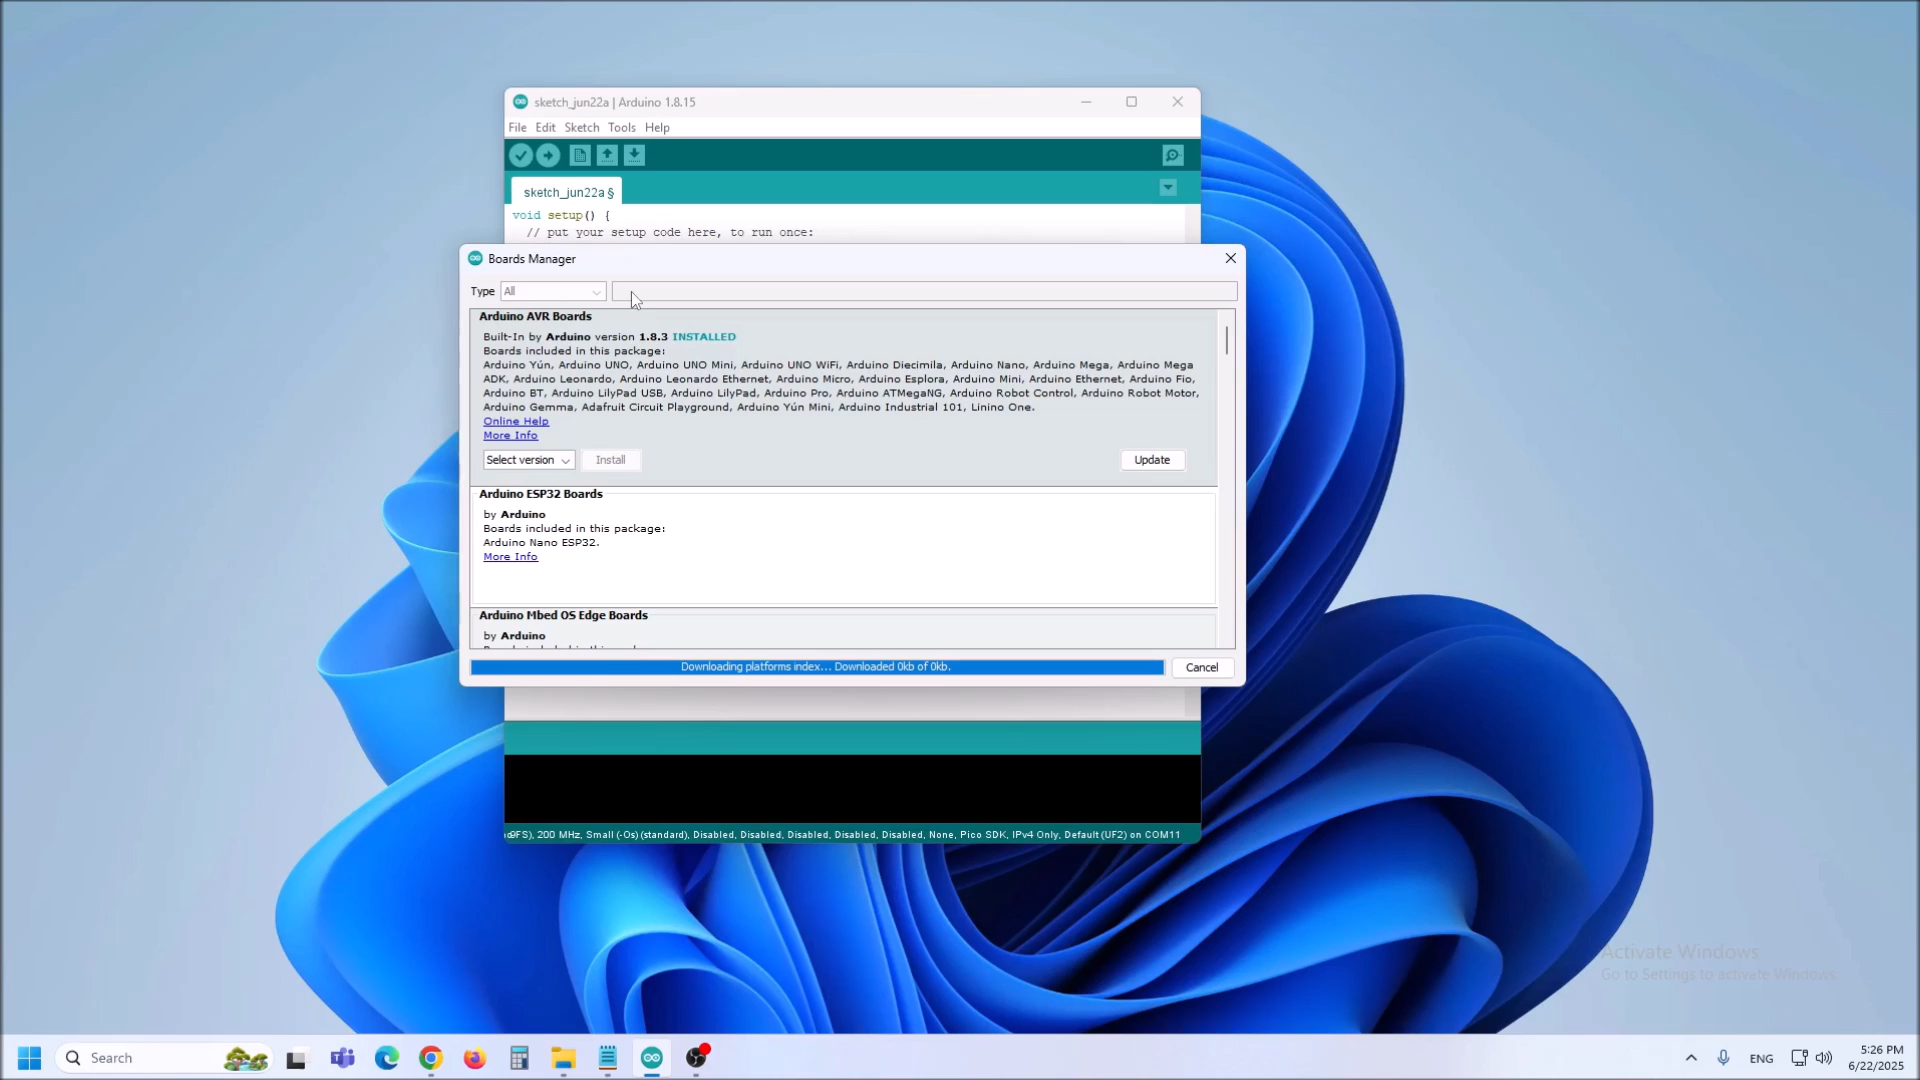 sketch_jun22a | Arduino 1.8.15
File Edit Sketch Tools Help
sketch_jun22a §
void setup() {
// put your setup code here, to run once:
Boards Manager
Type All
Arduino AVR Boards
Built-In by Arduino version 1.8.3 INSTALLED
Boards included in this package:
Arduino Yún, Arduino UNO, Arduino UNO Mini, Arduino UNO WiFi, Arduino Diecimila, Arduino Nano, Arduino Mega, Arduino Mega
ADK, Arduino Leonardo, Arduino Leonardo Ethernet, Arduino Micro, Arduino Esplora, Arduino Mini, Arduino Ethernet, Arduino Fio,
Arduino BT, Arduino LilyPad USB, Arduino LilyPad, Arduino Pro, Arduino ATMegaNG, Arduino Robot Control, Arduino Robot Motor,
Arduino Gemma, Adafruit Circuit Playground, Arduino Yún Mini, Arduino Industrial 101, Linino One.
Online Help
More Info
Select version Install Update
Arduino ESP32 Boards
by Arduino
Boards included in this package:
Arduino Nano ESP32.
More Info
Arduino Mbed OS Edge Boards
by Arduino
Downloading platforms index... Downloaded 0kb of 0kb.
Cancel
FS), 200 MHz, Small (-Os) (standard), Disabled, Disabled, Disabled, Disabled, Disabled, None, Pico SDK, IPv4 Only, Default (UF2) on COM11
Activate Windows
Go to Settings to activate Windows.
Search
ENG
5:26 PM
6/22/2025